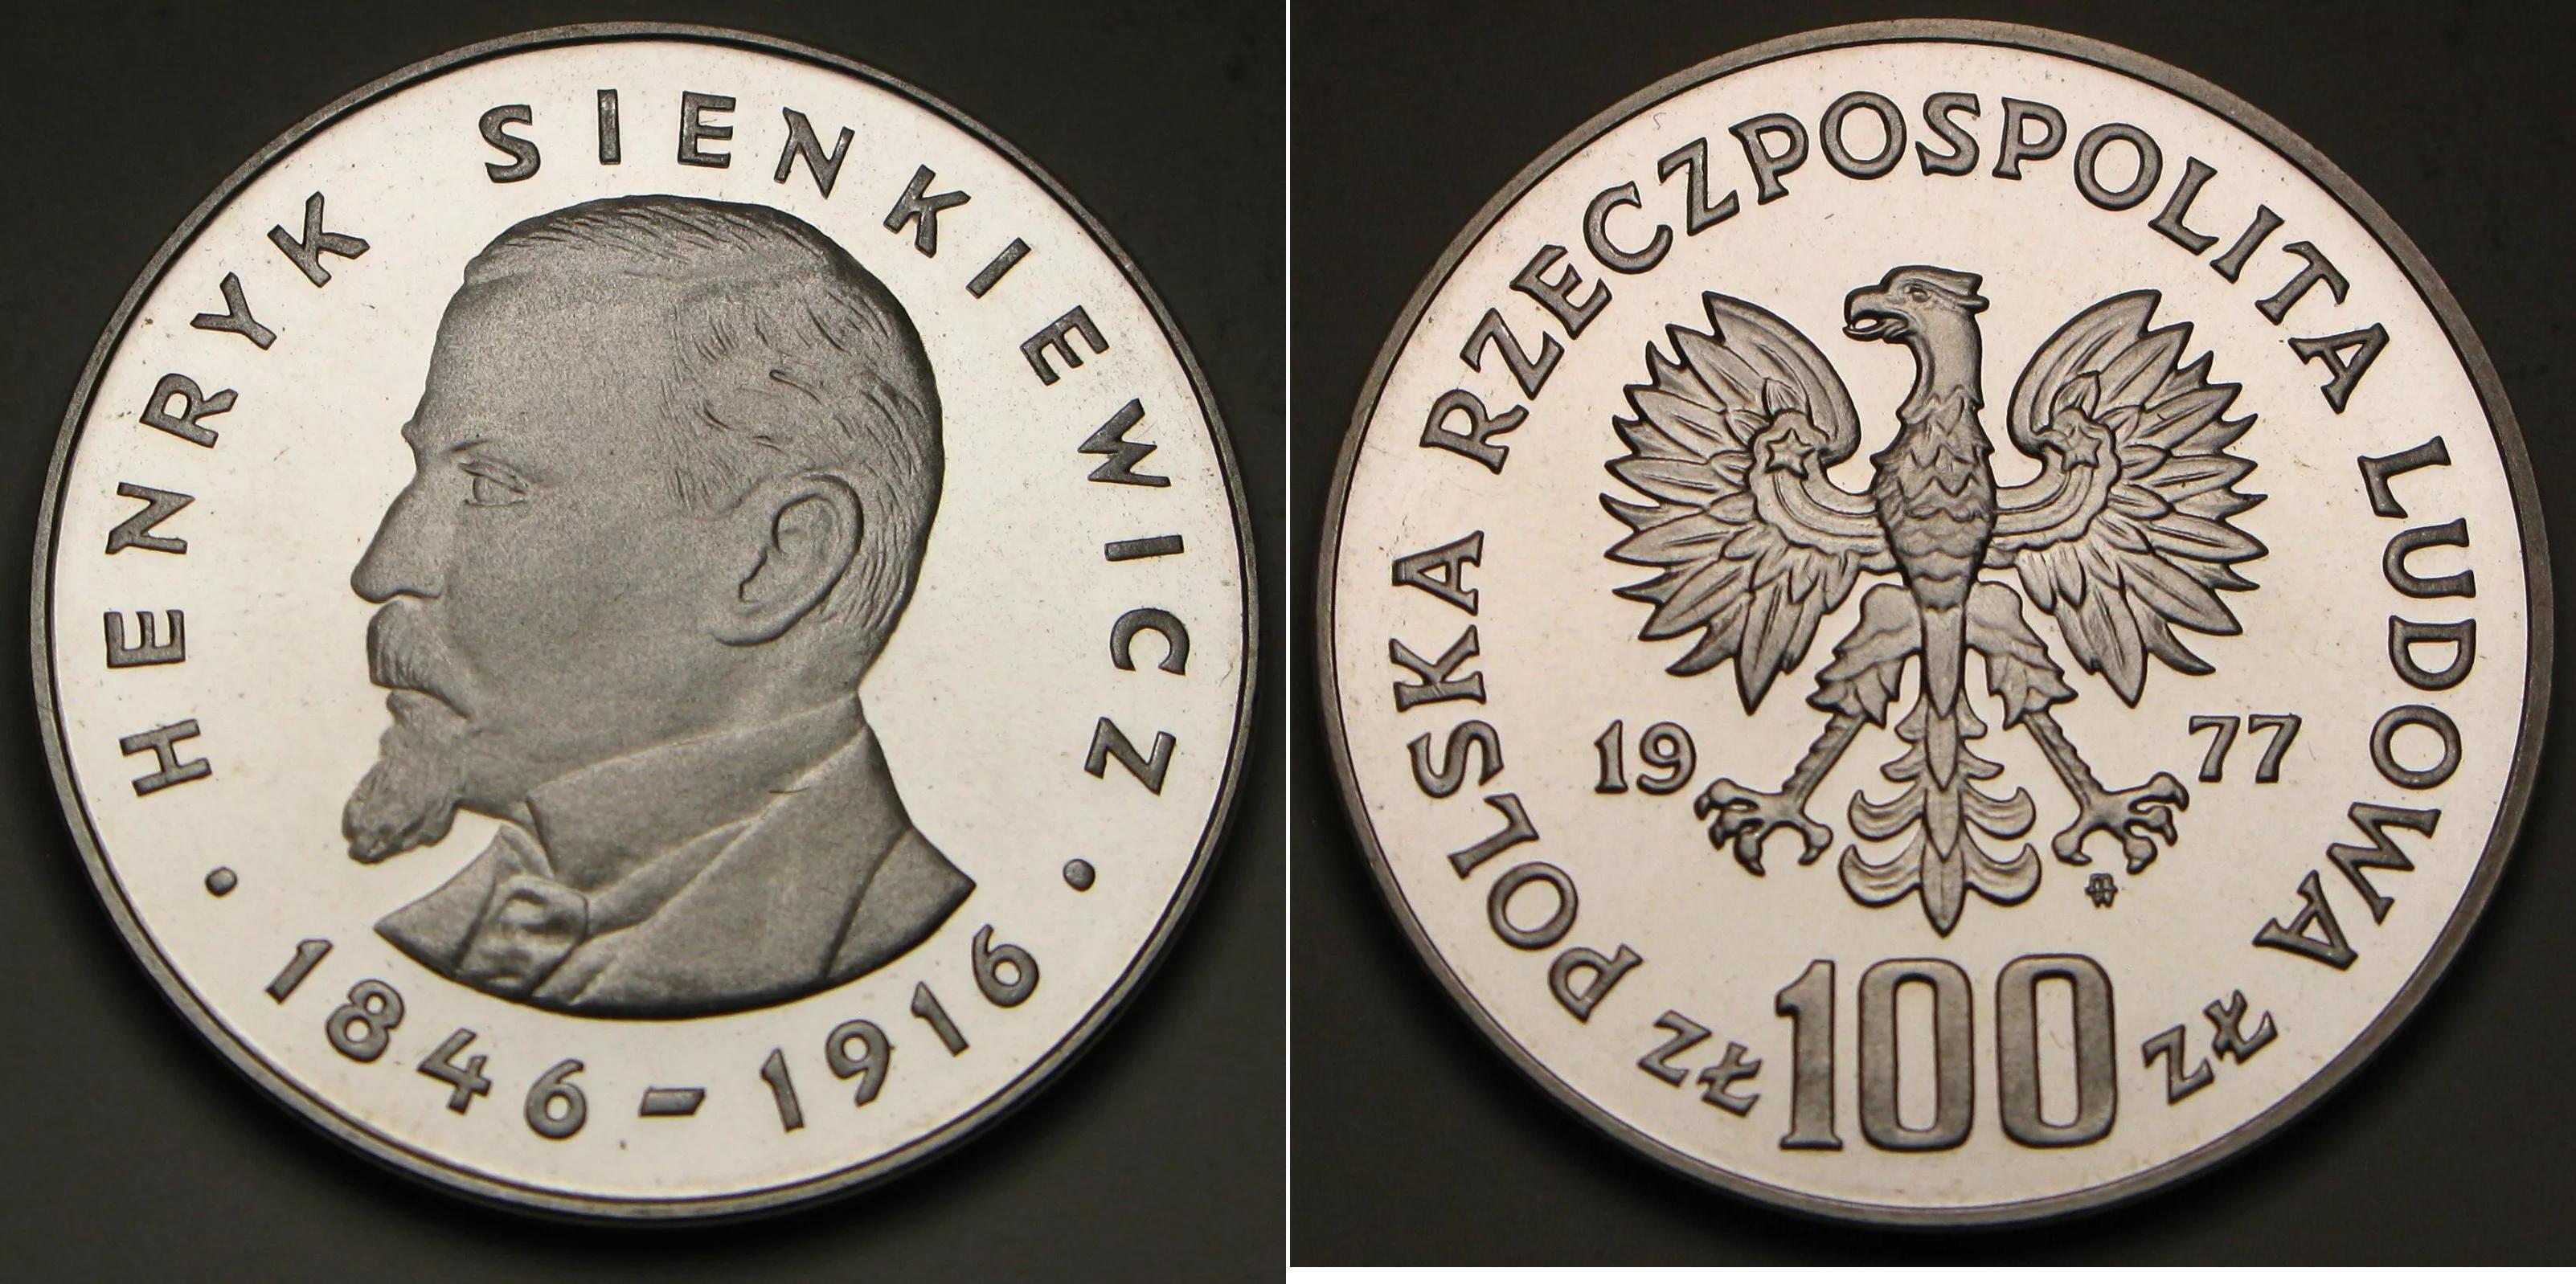 HENRYK SIENKIEWICZ
• 1846-1916 •
POLSKA RZECZPOSPOLITA LUDOWA
19 77
ZŁ 100 ZŁ